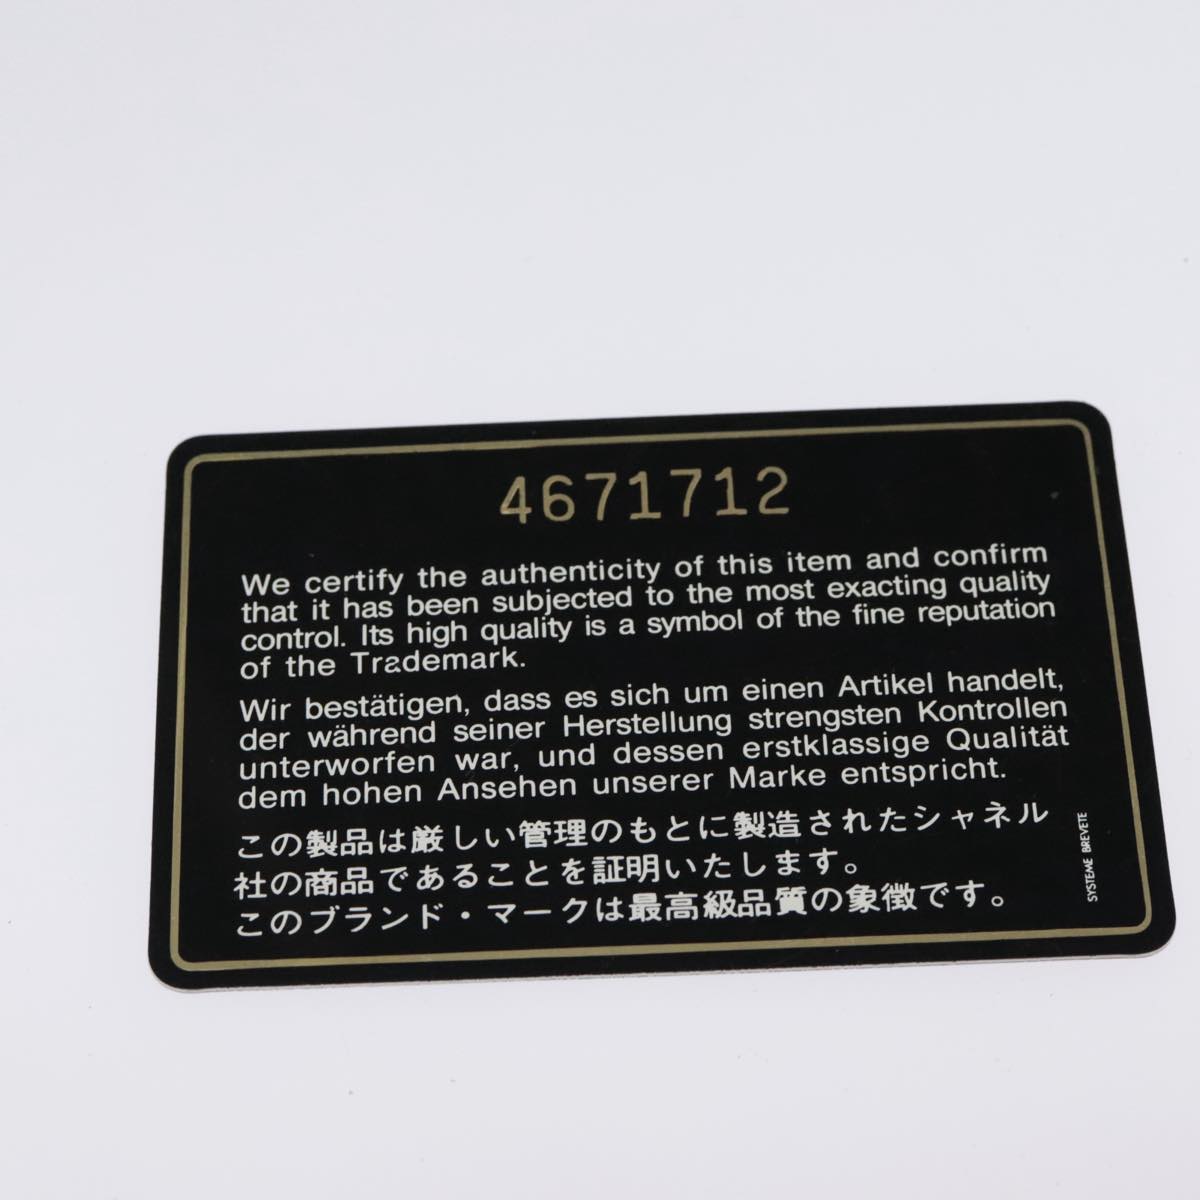 4671712
We certify the authenticity of this item and confirm
that it has been subjected to the most exacting quality
control. Its high quality is a symbol of the fine reputation
of the Trademark.
Wir bestätigen, dass es sich um einen Artikel handelt,
der während seiner Herstellung strengsten Kontrollen
unterworfen war, und dessen erstklassige Qualität
dem hohen Ansehen unserer Marke entspricht.
この製品は厳しい管理のもとに製造されたシャネル
社の商品であることを証明いたします。
このブランド・マークは最高級品質の象徴です。
SYSTEME BREVETE